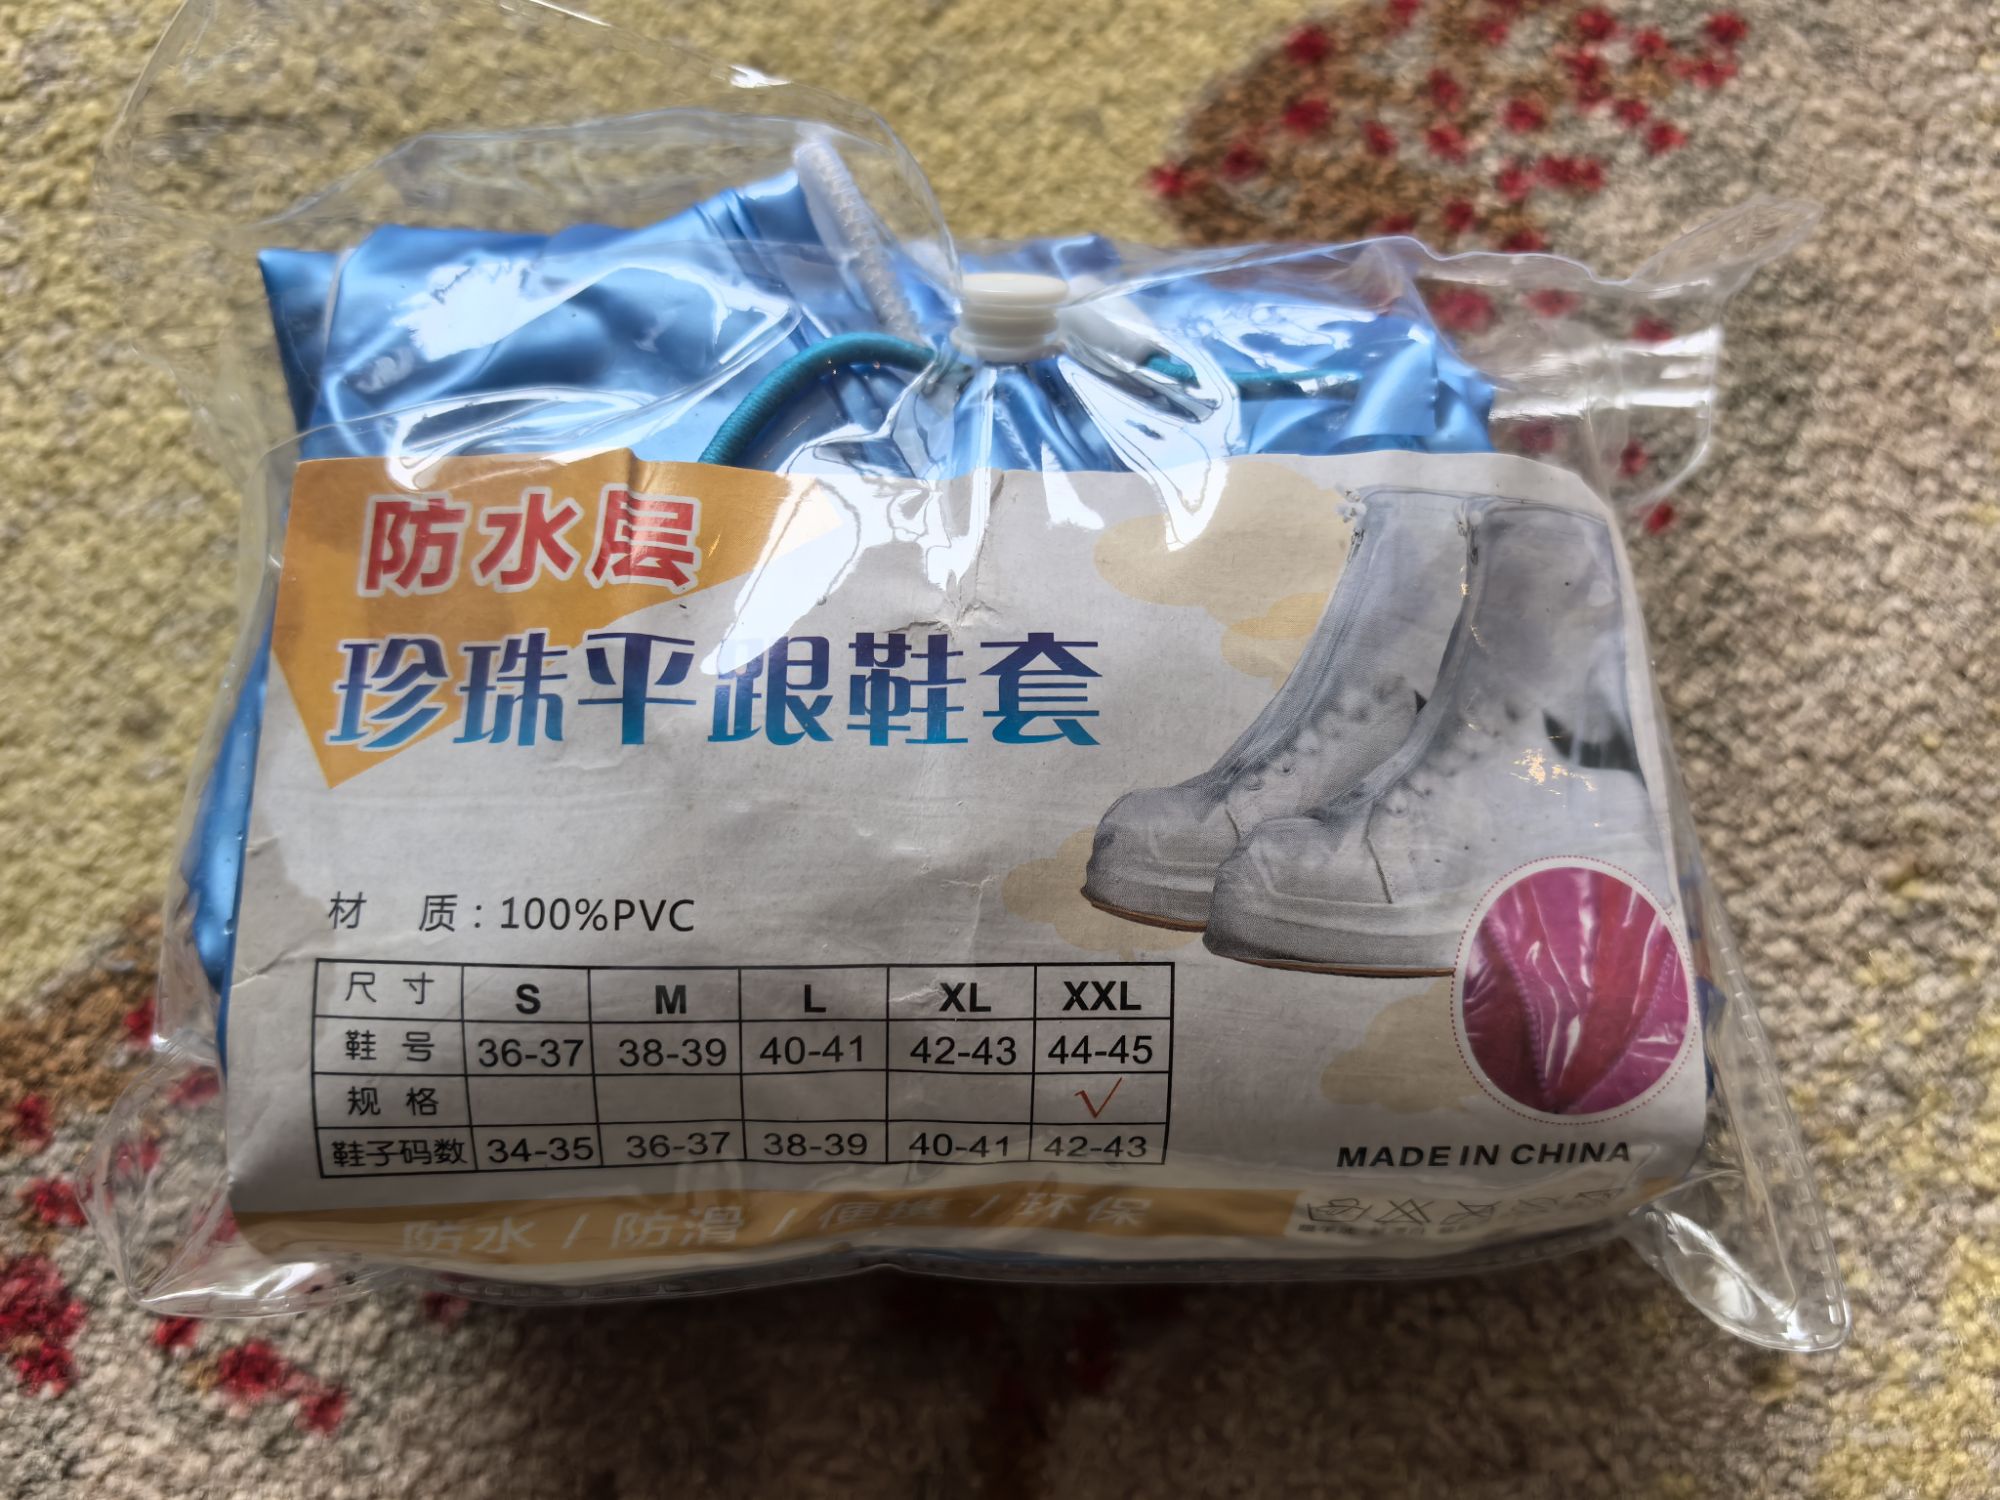 防水层
珍珠平跟鞋套
材 质：100%PVC
尺 寸 S M L XL XXL
鞋 号 36-37 38-39 40-41 42-43 44-45
规 格 √
鞋子码数 34-35 36-37 38-39 40-41 42-43
MADE IN CHINA
防水 / 防滑 / 便携 / 环保